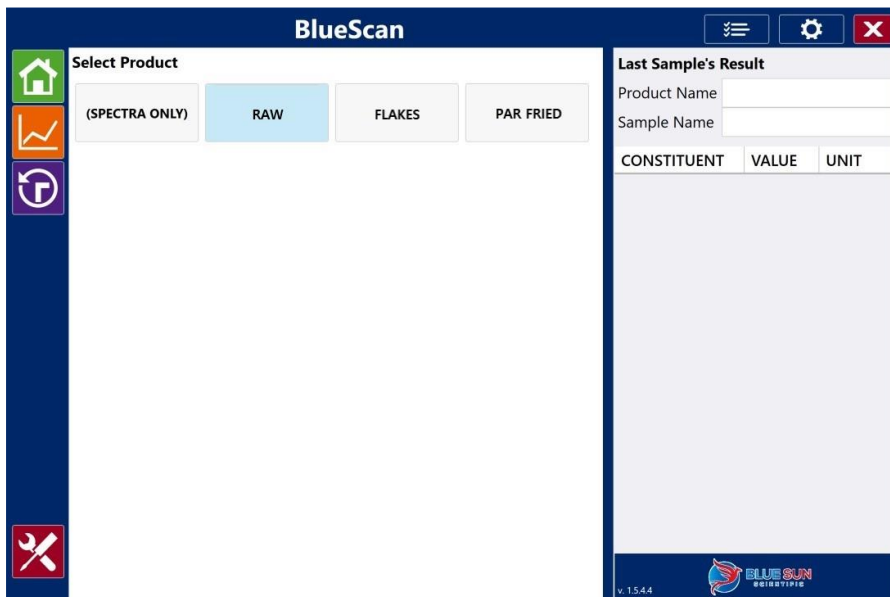 BlueScan
Select Product
(SPECTRA ONLY)
RAW
FLAKES
PAR FRIED
Last Sample's Result
Product Name
Sample Name
CONSTITUENT VALUE UNIT
v. 1.5.4.4
BLUE SUN
SCIENTIFIC